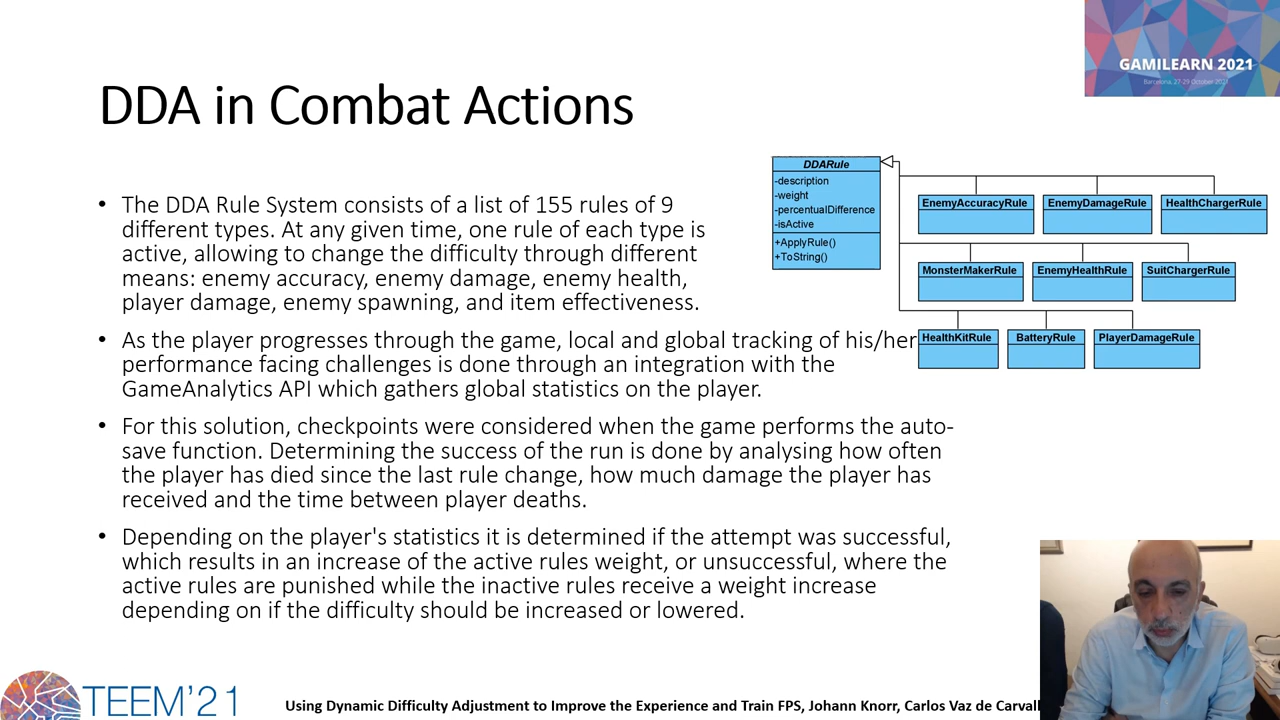 GAMILEARN 2021
Barcelona, 27-29 October 2021
DDA in Combat Actions
• The DDA Rule System consists of a list of 155 rules of 9
different types. At any given time, one rule of each type is
active, allowing to change the difficulty through different
means: enemy accuracy, enemy damage, enemy health,
player damage, enemy spawning, and item effectiveness.
• As the player progresses through the game, local and global tracking of his/her
performance facing challenges is done through an integration with the
GameAnalytics API which gathers global statistics on the player.
• For this solution, checkpoints were considered when the game performs the auto-
save function. Determining the success of the run is done by analysing how often
the player has died since the last rule change, how much damage the player has
received and the time between player deaths.
• Depending on the player's statistics it is determined if the attempt was successful,
which results in an increase of the active rules weight, or unsuccessful, where the
active rules are punished while the inactive rules receive a weight increase
depending on if the difficulty should be increased or lowered.
DDARule
-description
-weight
-percentualDifference
-isActive
+ApplyRule()
+ToString()
EnemyAccuracyRule
EnemyDamageRule
HealthChargerRule
MonsterMakerRule
EnemyHealthRule
SuitChargerRule
HealthKitRule
BatteryRule
PlayerDamageRule
TEEM'21
Using Dynamic Difficulty Adjustment to Improve the Experience and Train FPS, Johann Knorr, Carlos Vaz de Carval